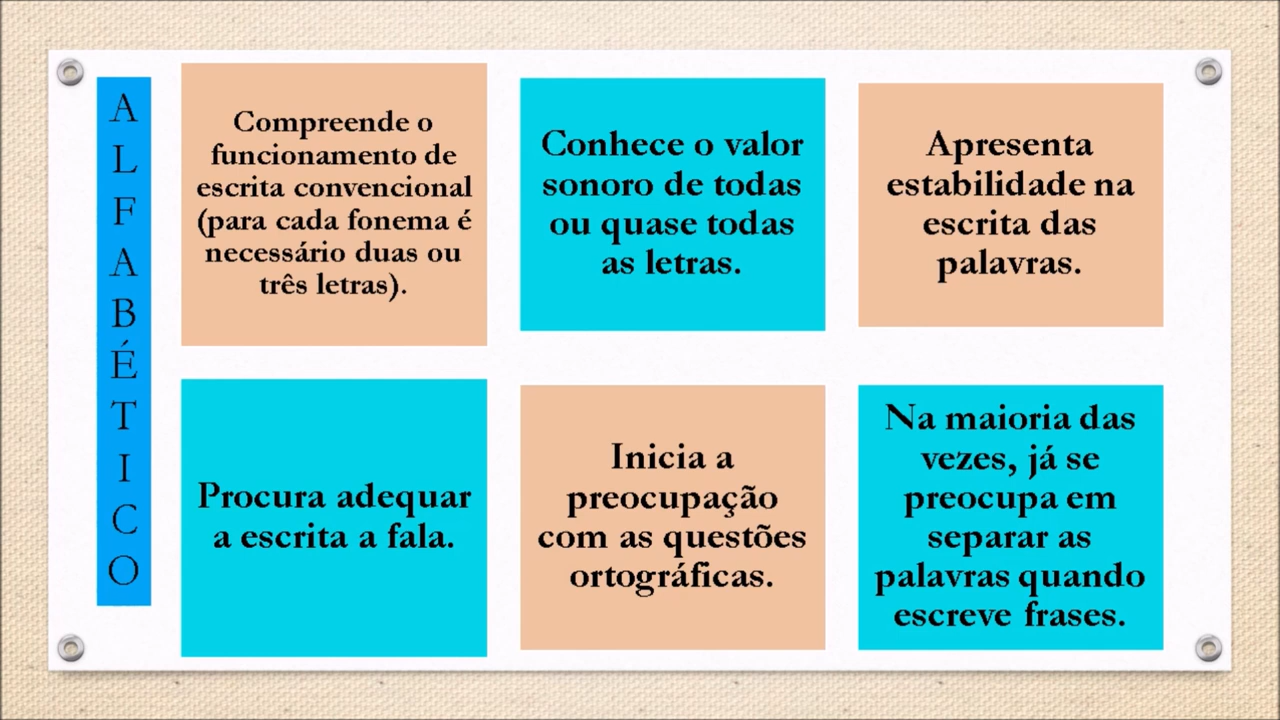 ALFABÉTICO
Compreende o
funcionamento de
escrita convencional
(para cada fonema é
necessário duas ou
três letras).
Conhece o valor
sonoro de todas
ou quase todas
as letras.
Apresenta
estabilidade na
escrita das
palavras.
Procura adequar
a escrita a fala.
Inicia a
preocupação
com as questões
ortográficas.
Na maioria das
vezes, já se
preocupa em
separar as
palavras quando
escreve frases.